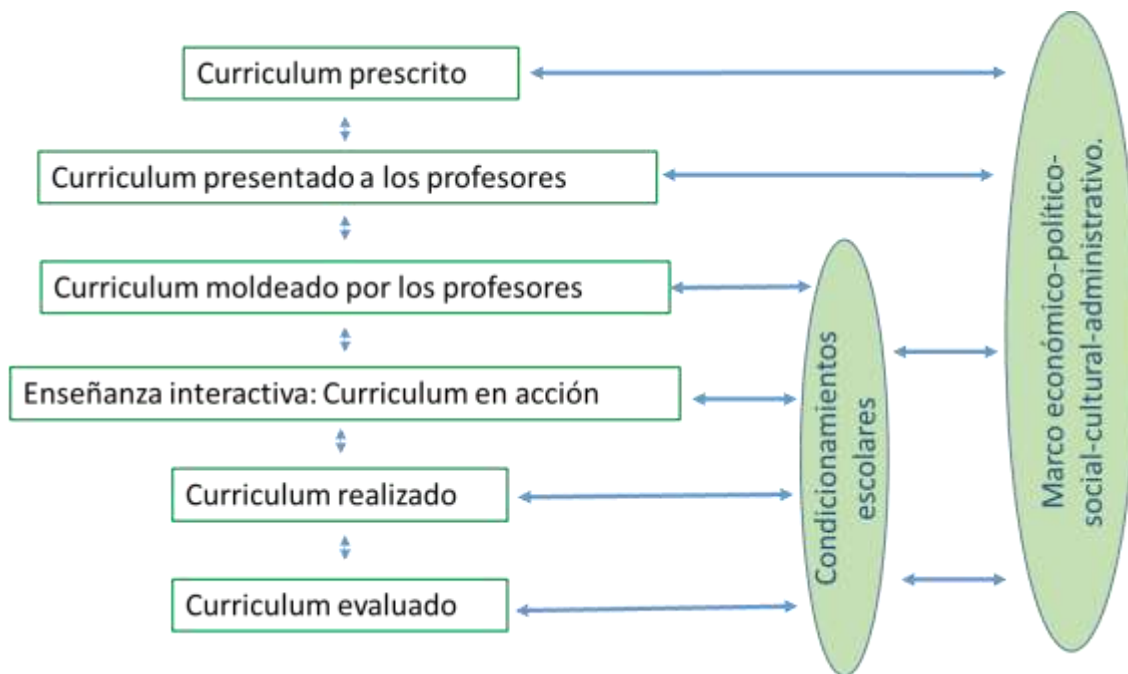 Curriculum prescrito
Curriculum presentado a los profesores
Curriculum moldeado por los profesores
Enseñanza interactiva: Curriculum en acción
Curriculum realizado
Curriculum evaluado
Condicionamientos
escolares
Marco económico-político-
social-cultural-administrativo.